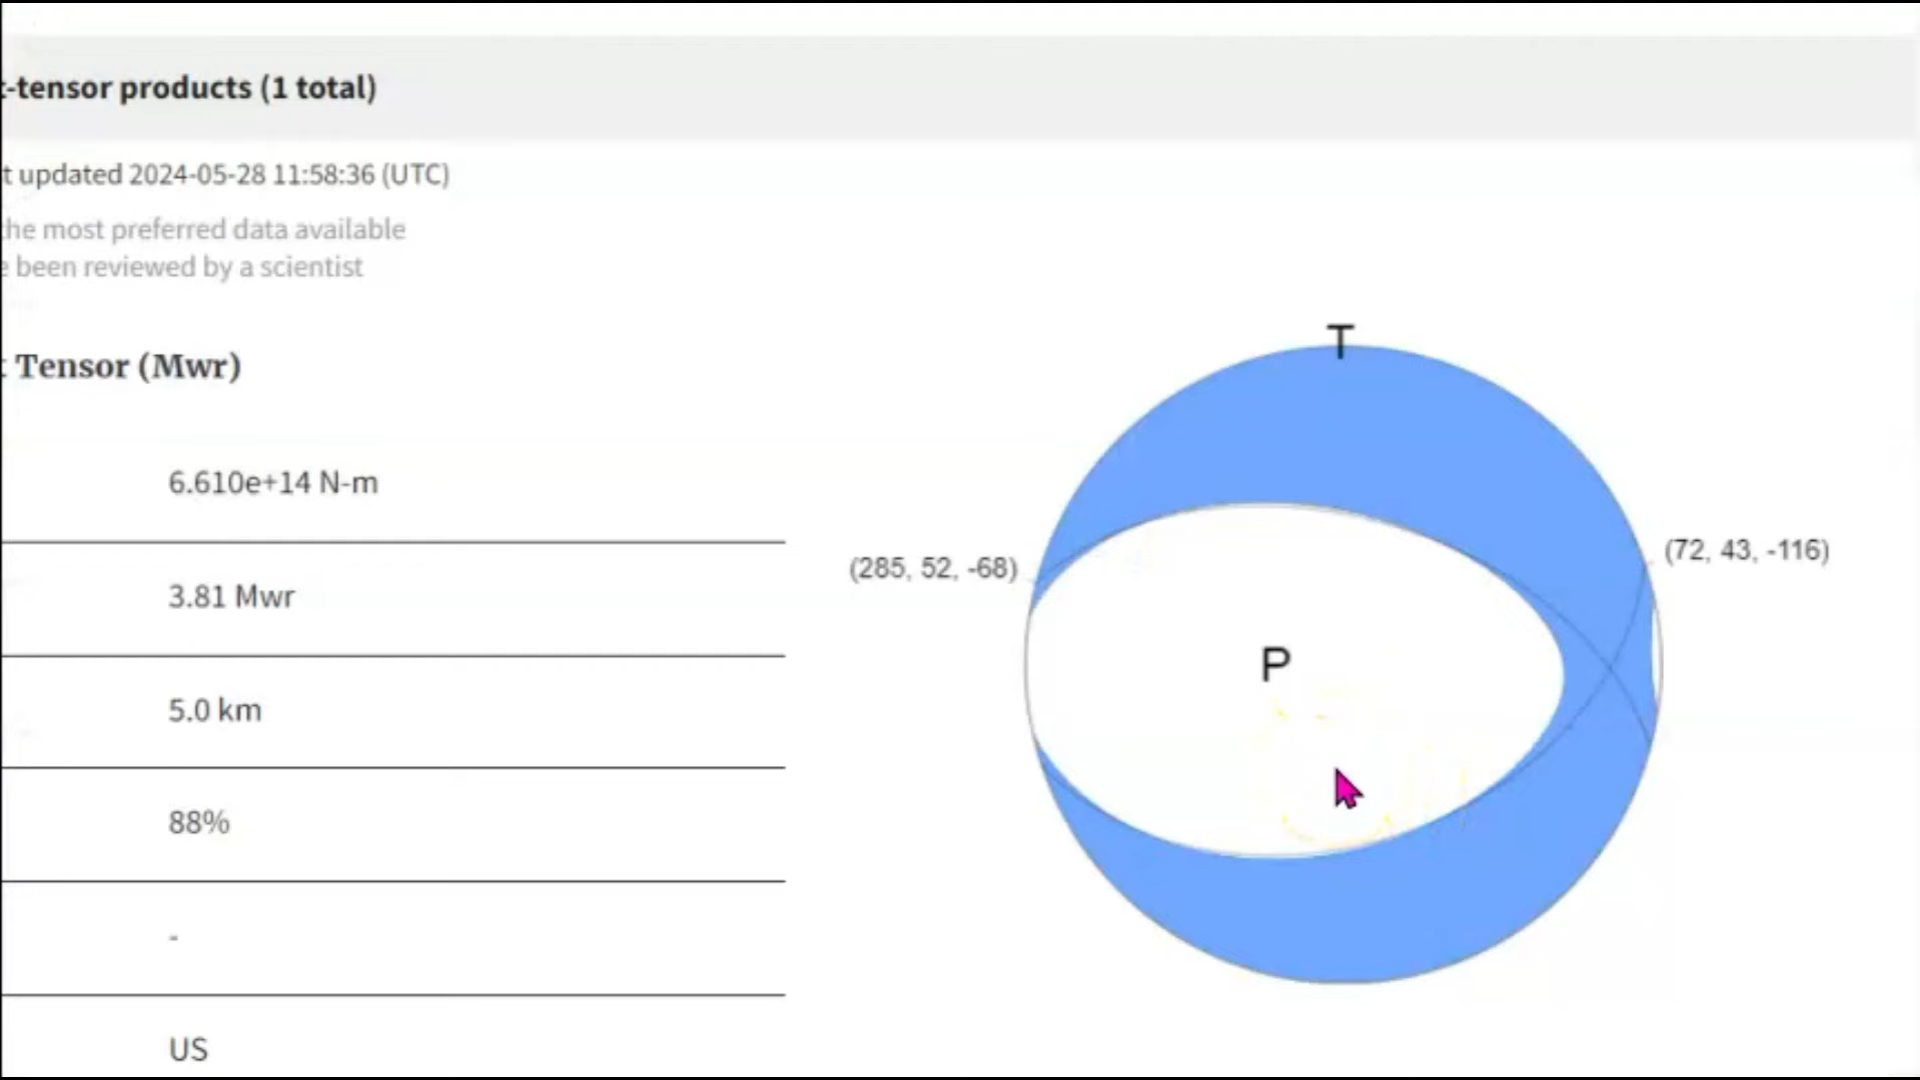 t-tensor products (1 total)
t updated 2024-05-28 11:58:36 (UTC)
the most preferred data available
e been reviewed by a scientist
t Tensor (Mwr)
6.610e+14 N-m
3.81 Mwr
5.0 km
88%
-
US
T
(285, 52, -68)
(72, 43, -116)
P